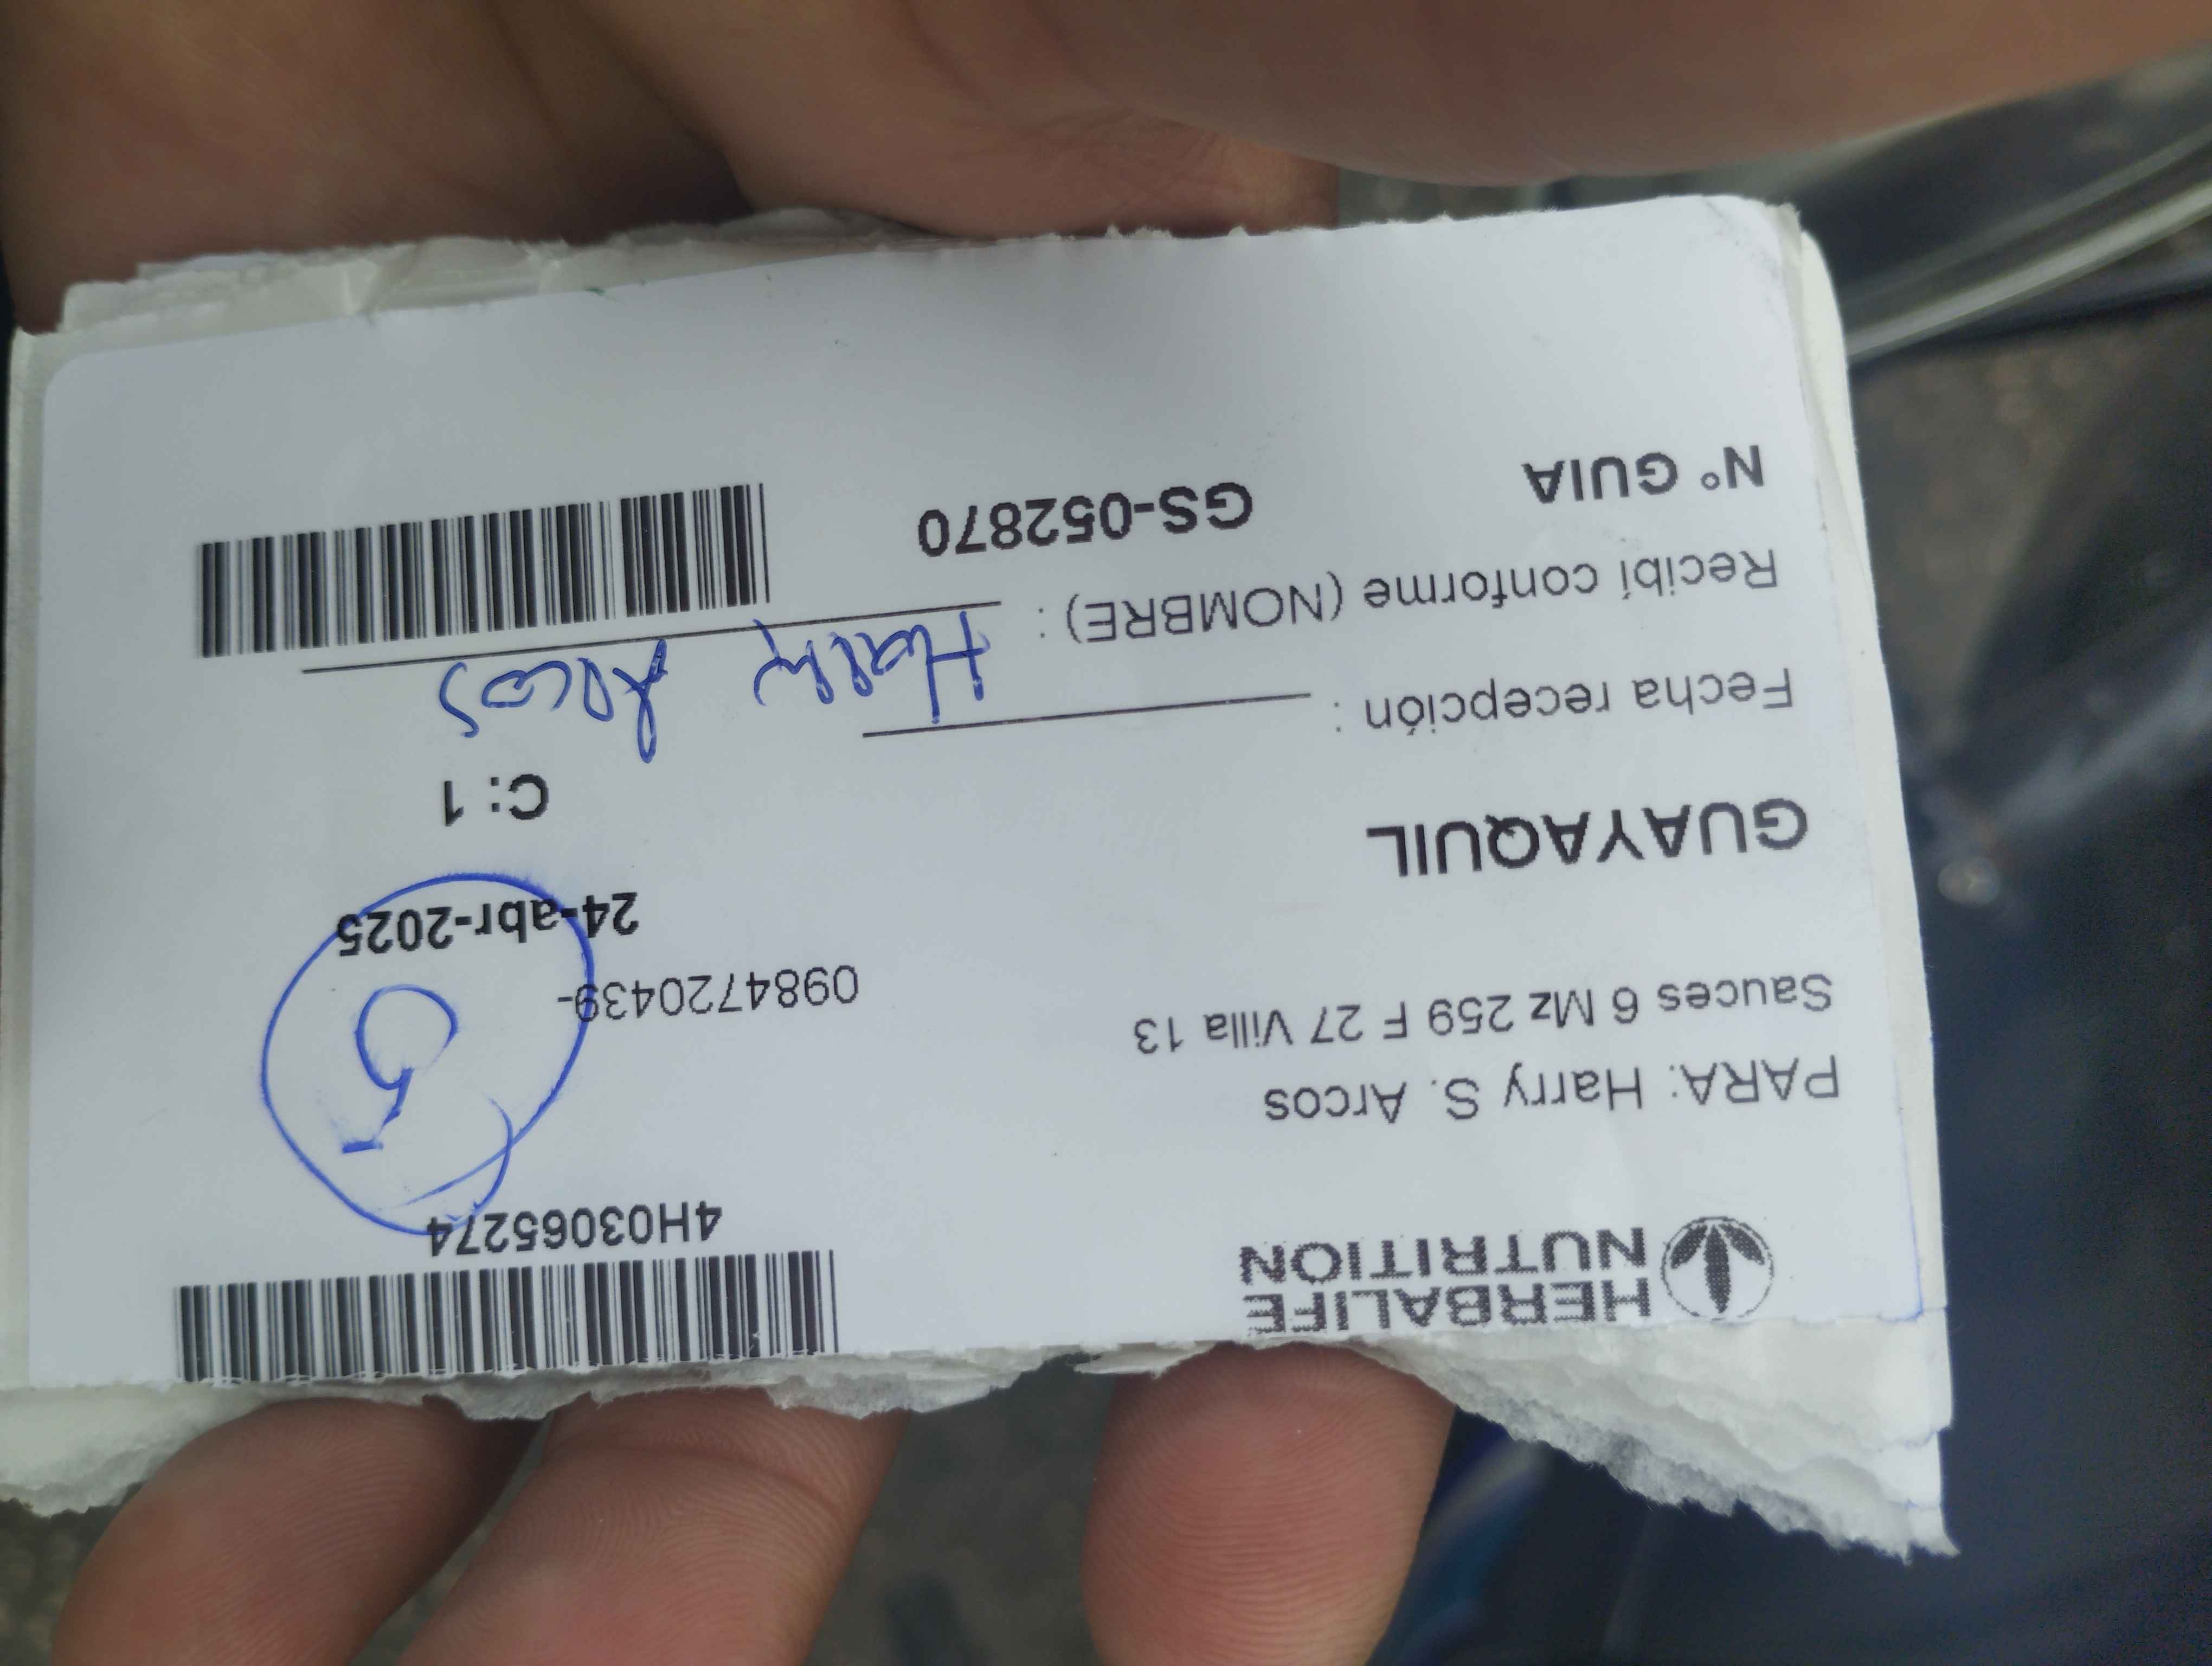 HERBALIFE
NUTRITION
4H03065274
PARA: Harry S. Arcos
Sauces 6 Mz 259 F 27 Villa 13
0984720439-
5
24-abr-2025
GUAYAQUIL
C: 1
Fecha recepción :
Recibí conforme (NOMBRE) : Harry Arcos
N° GUIA GS-052870